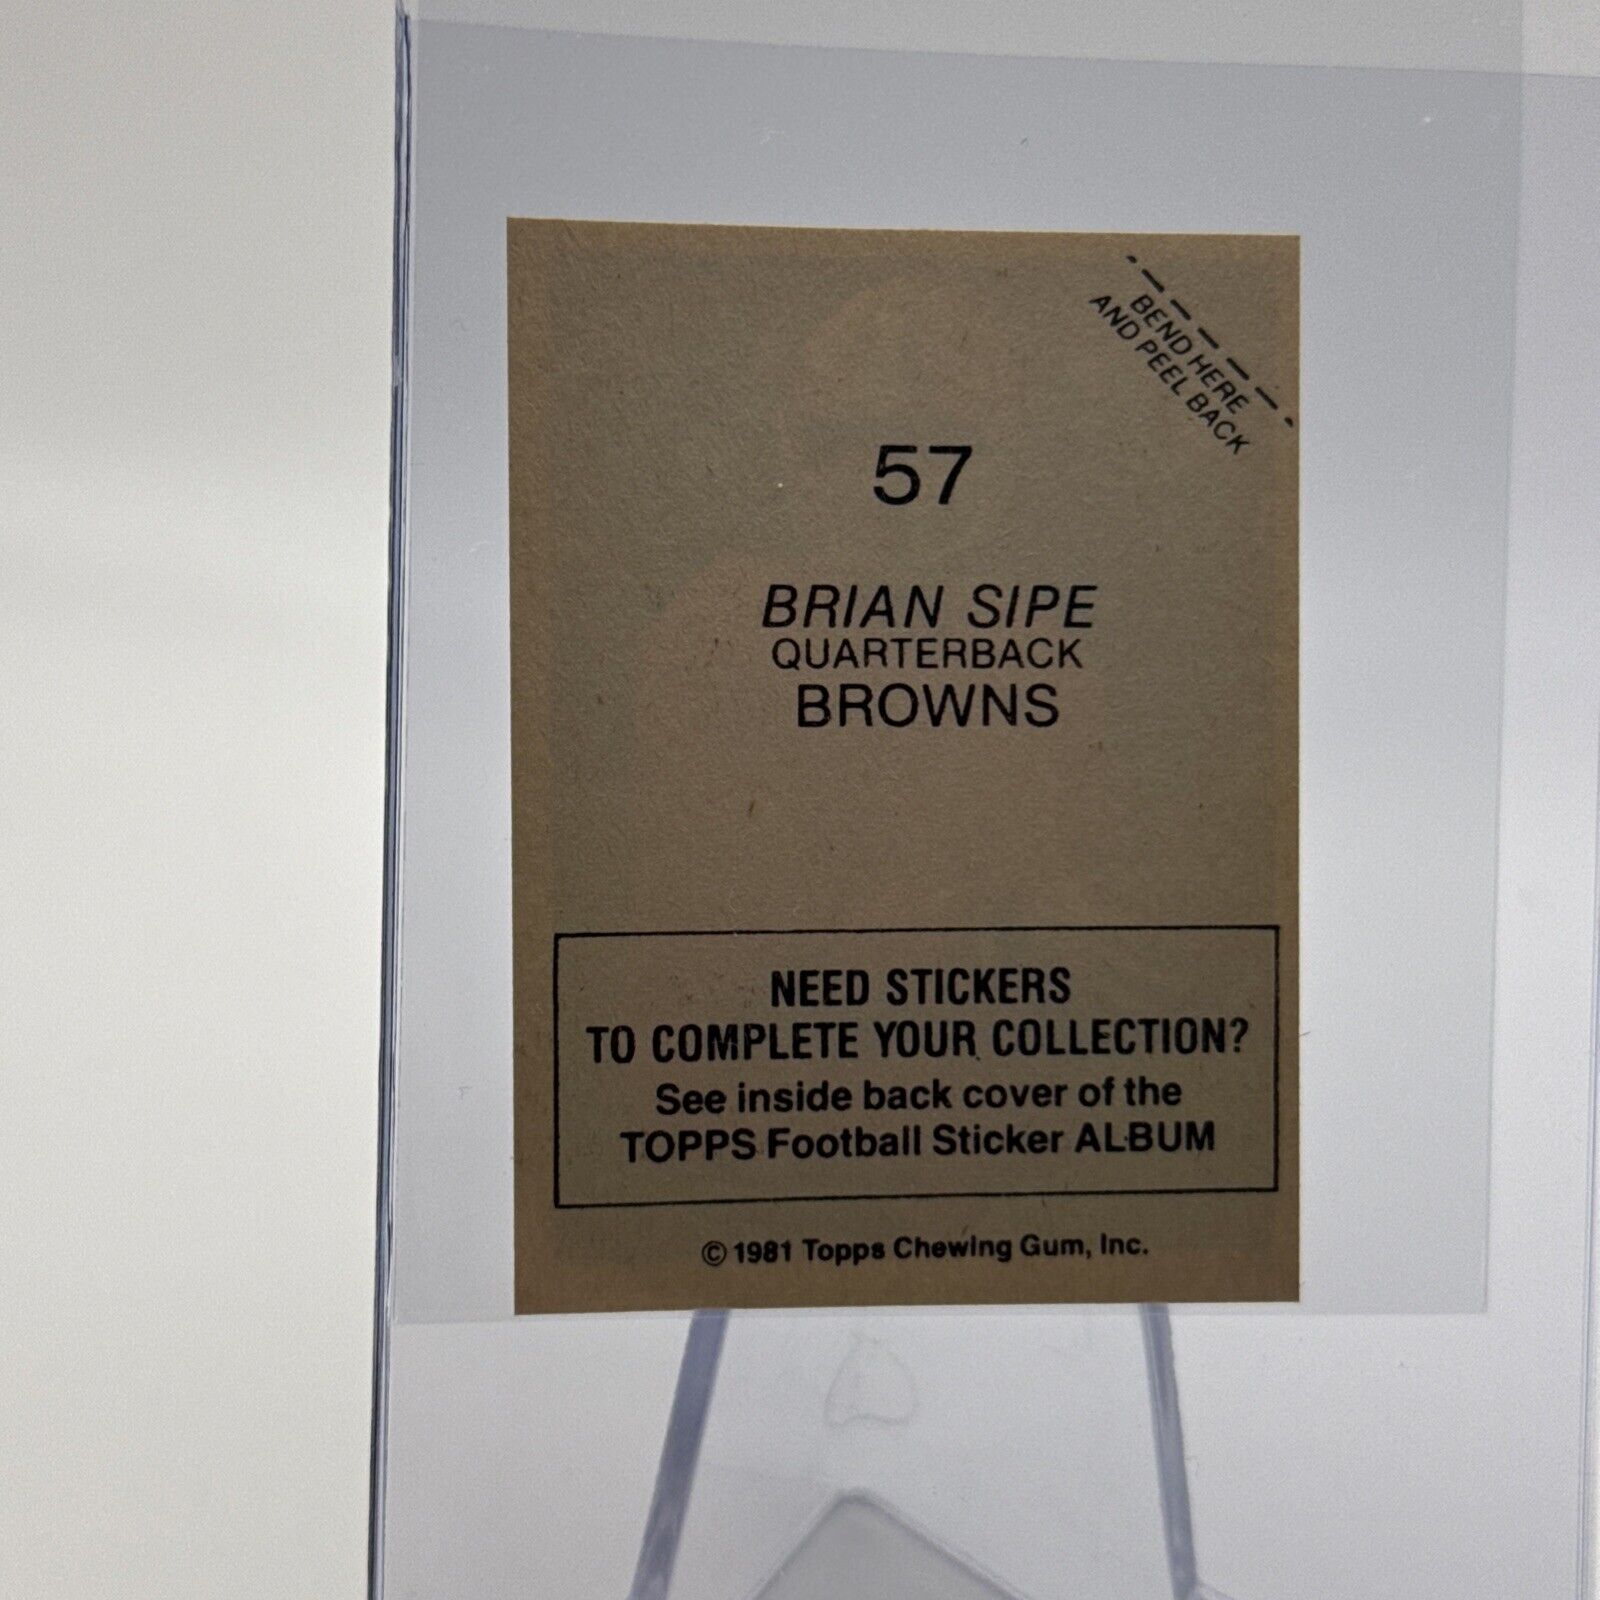 BEND HERE
AND PEEL BACK
57
BRIAN SIPE
QUARTERBACK
BROWNS
NEED STICKERS
TO COMPLETE YOUR COLLECTION?
See inside back cover of the
TOPPS Football Sticker ALBUM
© 1981 Topps Chewing Gum, Inc.